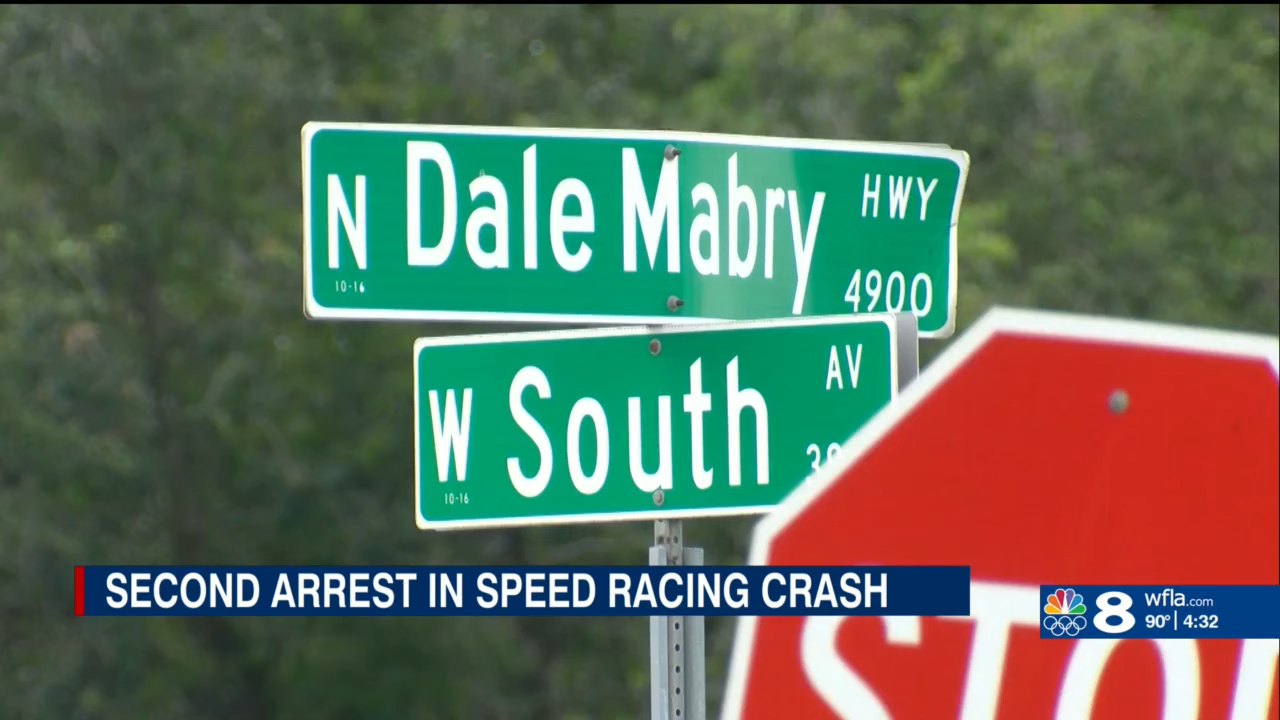 N Dale Mabry HWY
10-16
4900
W South AV
10-16
SECOND ARREST IN SPEED RACING CRASH
8 wfla.com
90° | 4:32